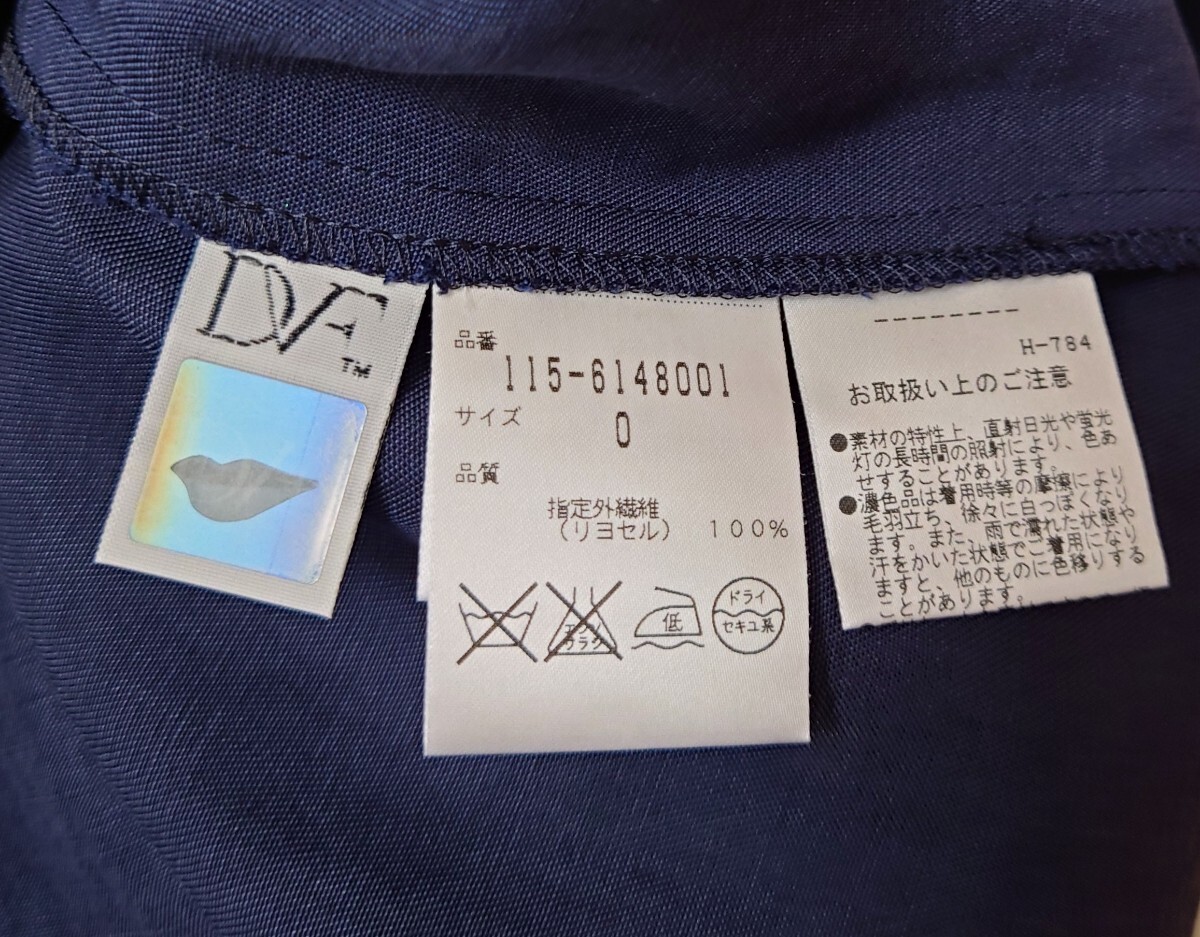 DVF
TM
品番
115-6148001
サイズ
0
品質
指定外繊維
(リヨセル) 100%
エンソ
サラシ
低
ドライ
セキユ系
--------
H-784
お取扱い上のご注意
●素材の特性上、直射日光や蛍光
灯の長時間の照射により、色あ
せすることがあります。
●濃色品は着用時等の摩擦により
毛羽立ち、徐々に白っぽくなり
ます。また、雨で濡れた状態や
汗をかいた状態でご着用になり
ますと、他のものに色移りする
ことがあります。